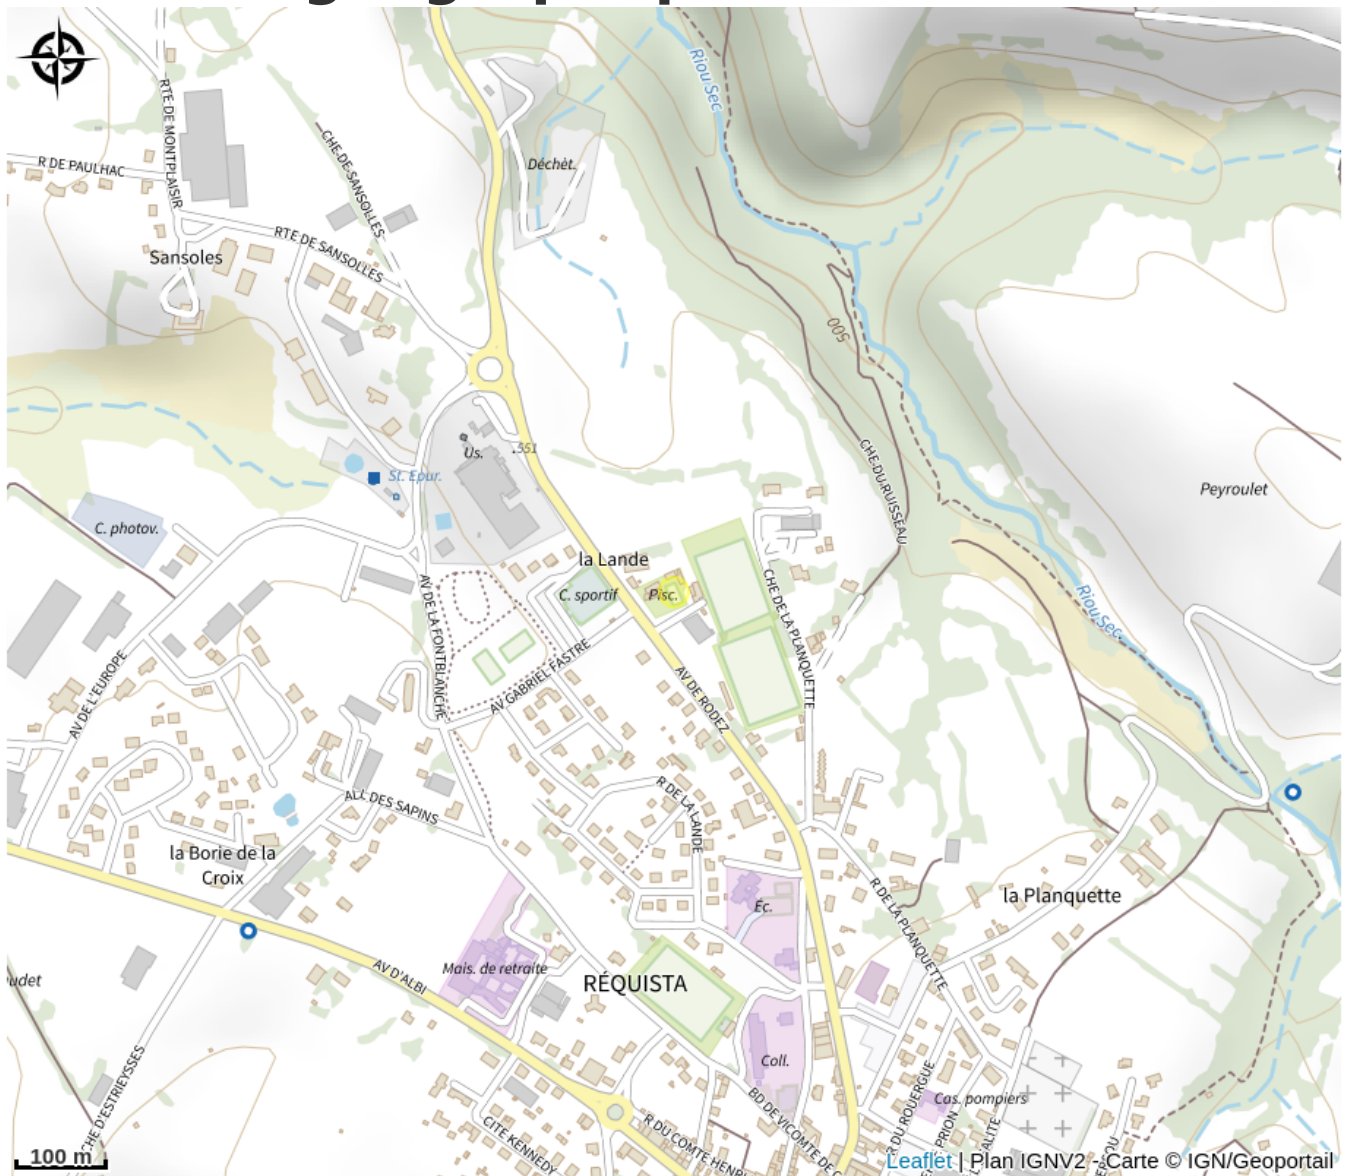 Riou Sec
RTE DE MONTPLAISIR
CHE DE SANSOLLES
Déchèt.
R DE PAULHAC
RTE DE SANSOLLES
Sansoles
500
.551
Us.
St. Epur.
CHE DU RUISSEAU
Peyroulet
C. photov.
la Lande
C. sportif
Pisc.
CHE DE LA PLANQUETTE
Riou Sec
AV DE LA FONTBLANCHE
AV GABRIEL FASTRE
AV DE L'EUROPE
AV DE RODEZ
R DE LA LANDE
ALL DES SAPINS
la Borie de la
Croix
R DE LA PLANQUETTE
la Planquette
Éc.
Mais. de retraite
RÉQUISTA
AV D'ALBI
udet
Coll.
CHE D'ESTRIEYSSES
Cas. pompiers
R DU ROUERGUE
PRION
ALITE
BD DE VICOMTE DE C
R DU COMTE HENRI
CITE KENNEDY
100 m
Leaflet | Plan IGNV2 - Carte © IGN/Geoportail